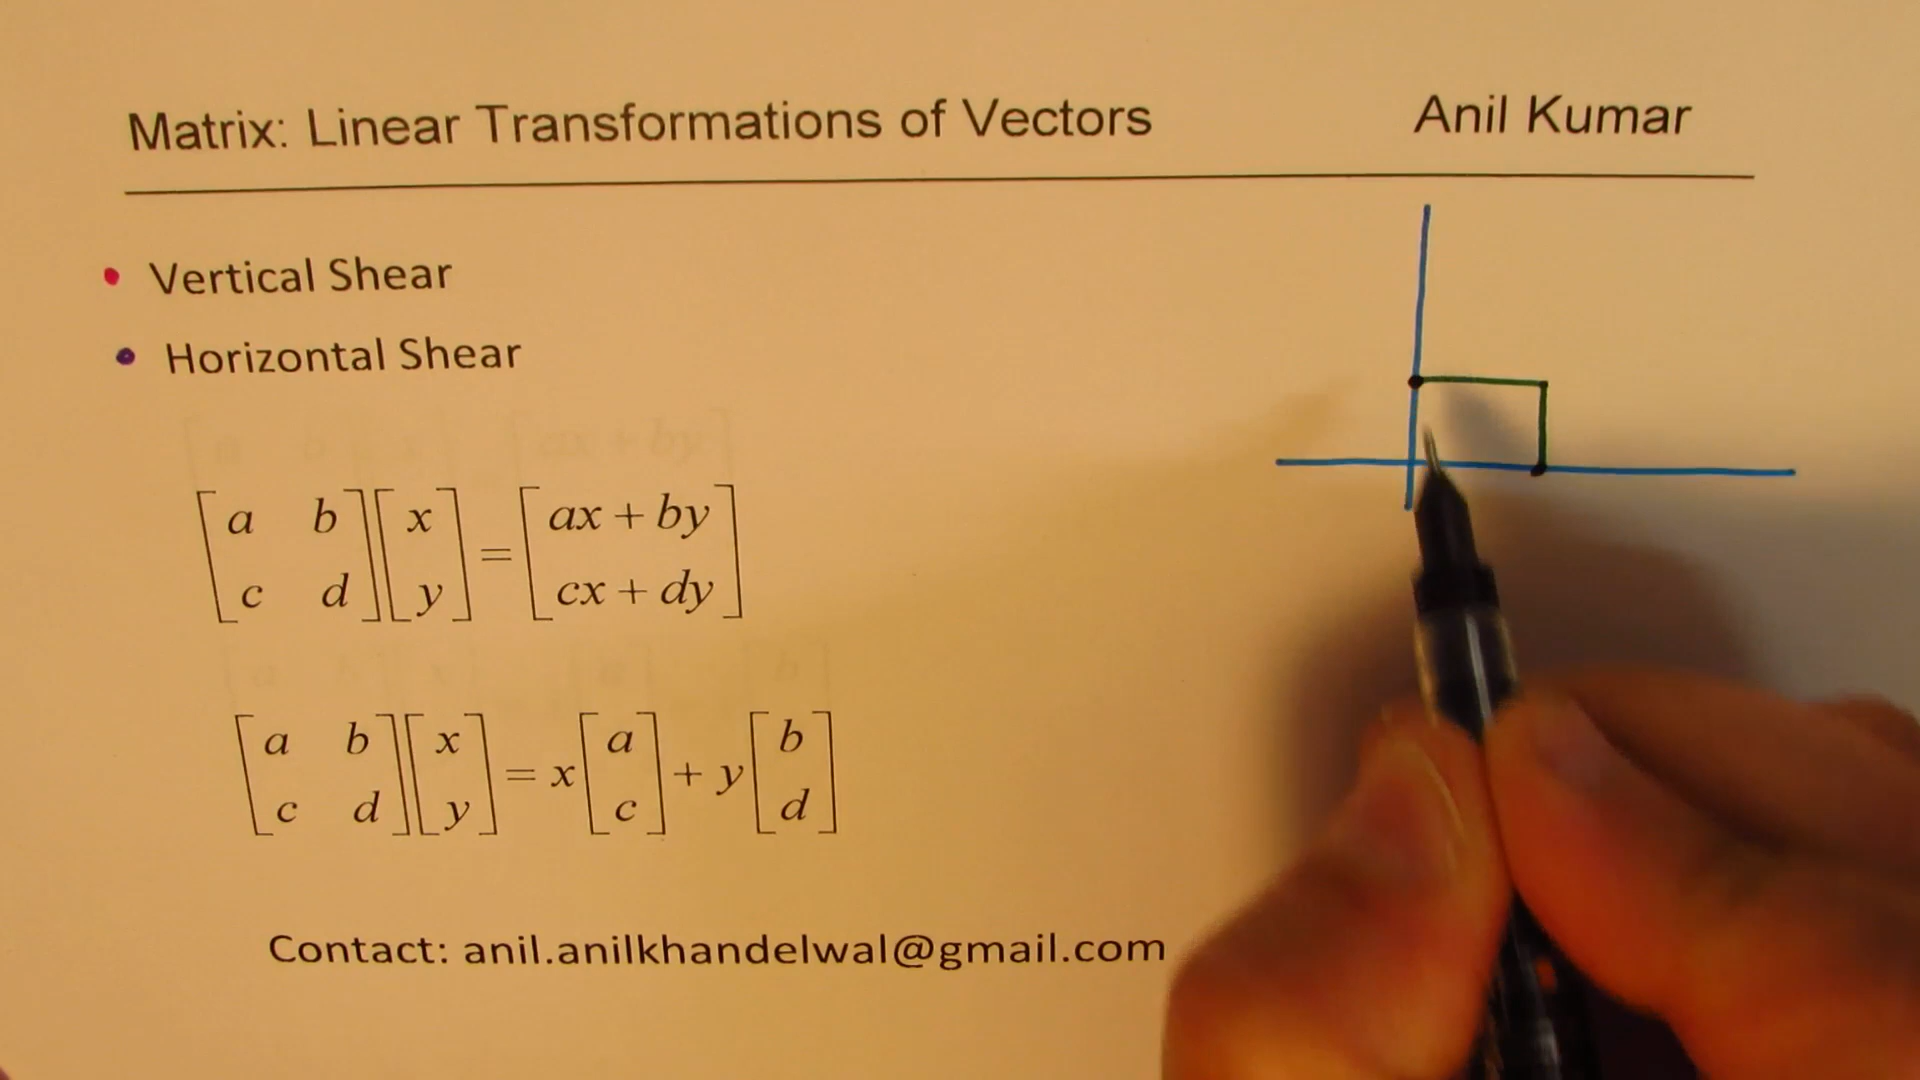 Matrix: Linear Transformations of Vectors Anil Kumar
• Vertical Shear
• Horizontal Shear
[a b; c d][x; y] = [ax + by; cx + dy]
[a b; c d][x; y] = x[a; c] + y[b; d]
Contact: anil.anilkhandelwal@gmail.com